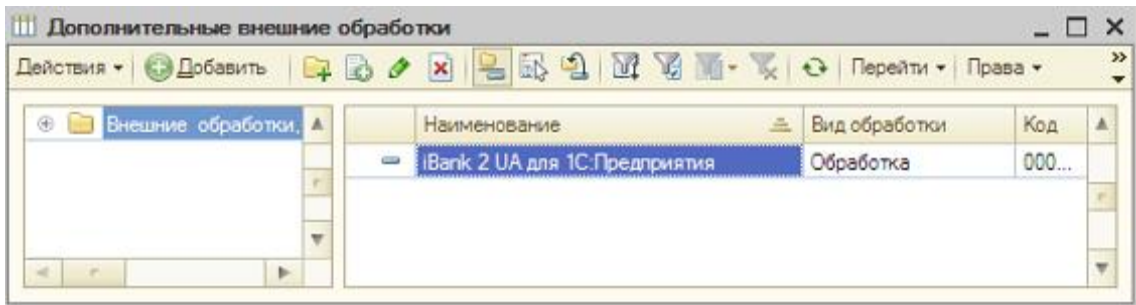 Дополнительные внешние обработки
Действия Добавить Перейти Права
Внешние обработки,
Наименование Вид обработки Код
iBank 2 UA для 1С:Предприятия Обработка 000...